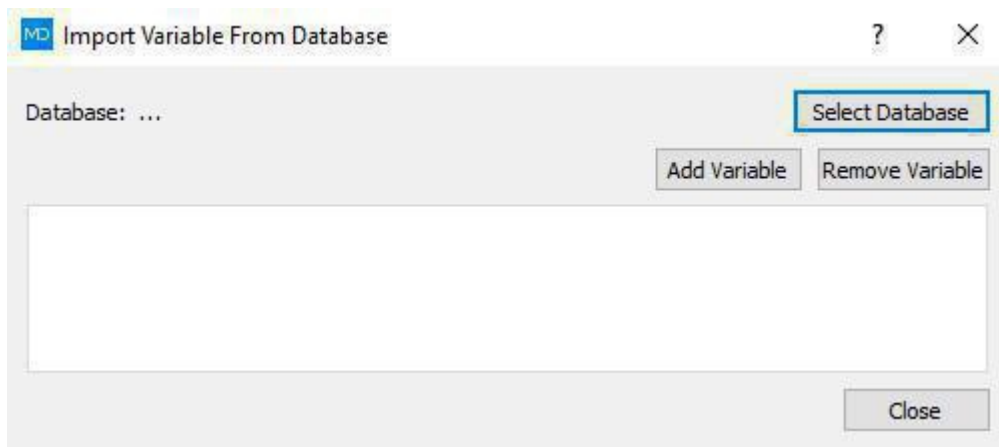 MD Import Variable From Database ? X
Database: ... Select Database
Add Variable Remove Variable
Close